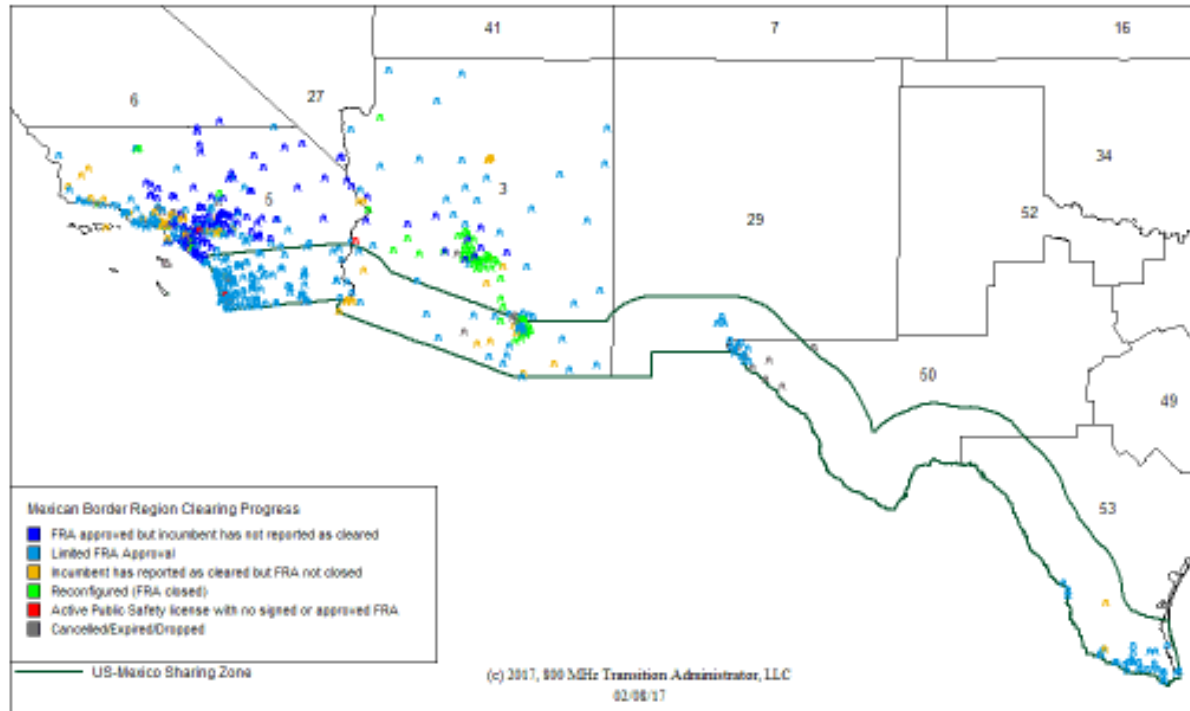 41
7
16
6
27
34
3
5
29
52
50
49
53
Mexican Border Region Clearing Progress
FRA approved but incumbent has not reported as cleared
Limited FRA Approval
Incumbent has reported as cleared but FRA not closed
Reconfigured (FRA closed)
Active Public Safety license with no signed or approved FRA
Cancelled/Expired/Dropped
US-Mexico Sharing Zone
(c) 2017, 800 MHz Transition Administrator, LLC
02/08/17